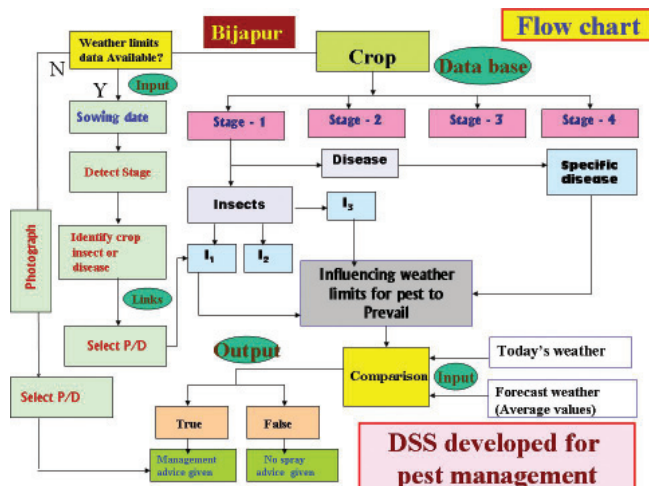 Weather limits
data Available?
Bijapur
Crop
Flow chart
N
Y
Input
Data base
Sowing date
Stage - 1
Stage - 2
Stage - 3
Stage - 4
Detect Stage
Disease
Specific
disease
Insects
I3
Photograph
Identify crop
insect or
disease
I1
I2
Links
Influencing weather
limits for pest to
Prevail
Select P/D
Output
Comparison
Today's weather
Input
Forecast weather
(Average values)
Select P/D
True
False
Management
advice given
No spray
advice given
DSS developed for
pest management